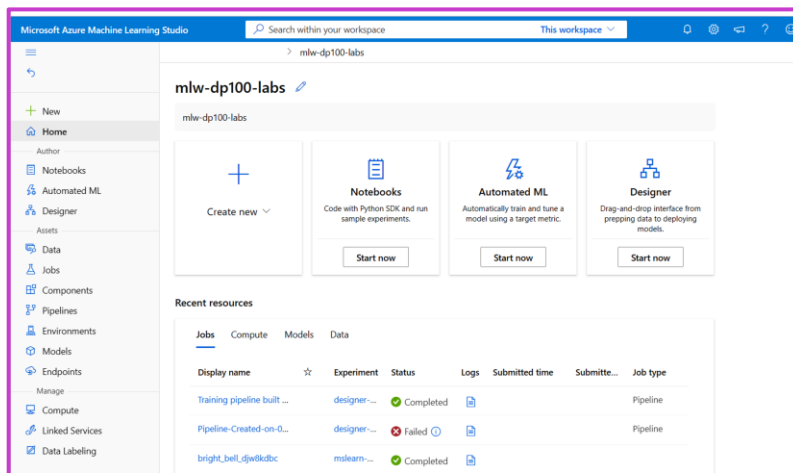 Microsoft Azure Machine Learning Studio
Search within your workspace
This workspace
> mlw-dp100-labs
New
Home
Author
Notebooks
Automated ML
Designer
Assets
Data
Jobs
Components
Pipelines
Environments
Models
Endpoints
Manage
Compute
Linked Services
Data Labeling
mlw-dp100-labs
mlw-dp100-labs
Create new
Notebooks
Code with Python SDK and run
sample experiments.
Start now
Automated ML
Automatically train and tune a
model using a target metric.
Start now
Designer
Drag-and-drop interface from
prepping data to deploying
models.
Start now
Recent resources
Jobs Compute Models Data
Display name Experiment Status Logs Submitted time Submitte... Job type
Training pipeline built ... designer-... Completed Pipeline
Pipeline-Created-on-0... designer-... Failed Pipeline
bright_bell_djw8kdbc mslearn-... Completed